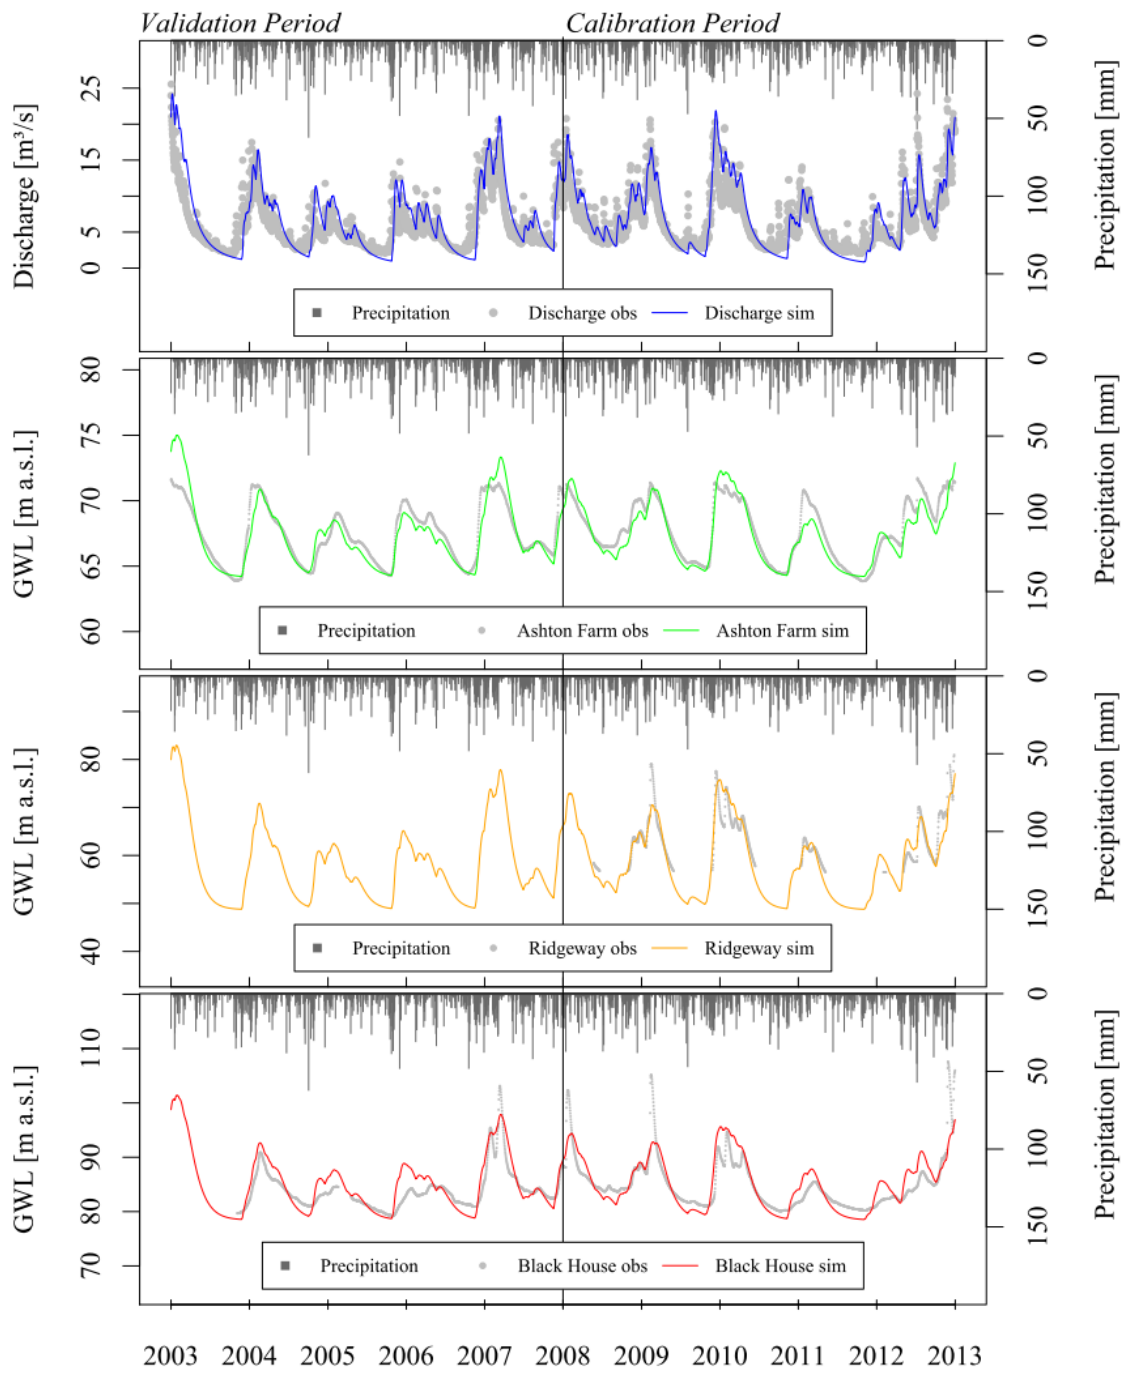 Validation Period Calibration Period
Discharge [m³/s]
0 5 15 25
Precipitation [mm]
0 50 100 150
Precipitation Discharge obs Discharge sim
GWL [m a.s.l.]
60 65 70 75 80
Precipitation [mm]
0 50 100 150
Precipitation Ashton Farm obs Ashton Farm sim
GWL [m a.s.l.]
40 60 80
Precipitation [mm]
0 50 100 150
Precipitation Ridgeway obs Ridgeway sim
GWL [m a.s.l.]
70 80 90 110
Precipitation [mm]
0 50 100 150
Precipitation Black House obs Black House sim
2003 2004 2005 2006 2007 2008 2009 2010 2011 2012 2013